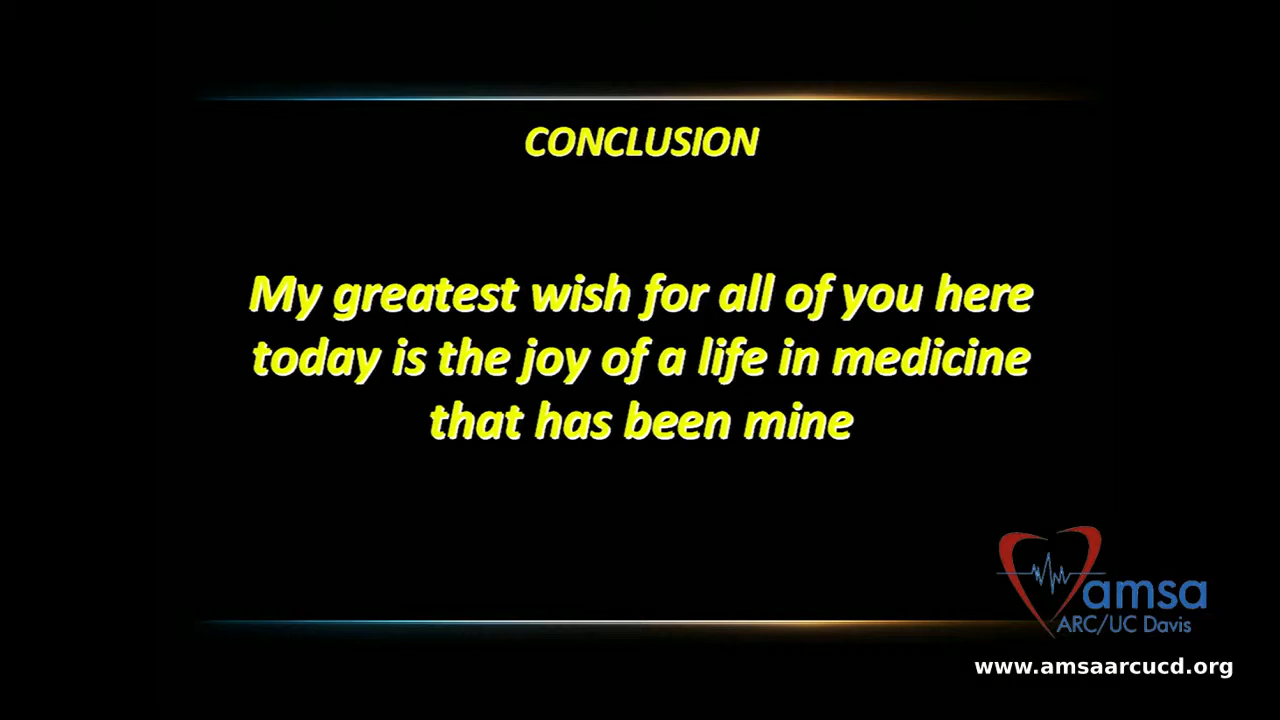 CONCLUSION
My greatest wish for all of you here
today is the joy of a life in medicine
that has been mine
amsa
ARC/UC Davis
www.amsaarcucd.org